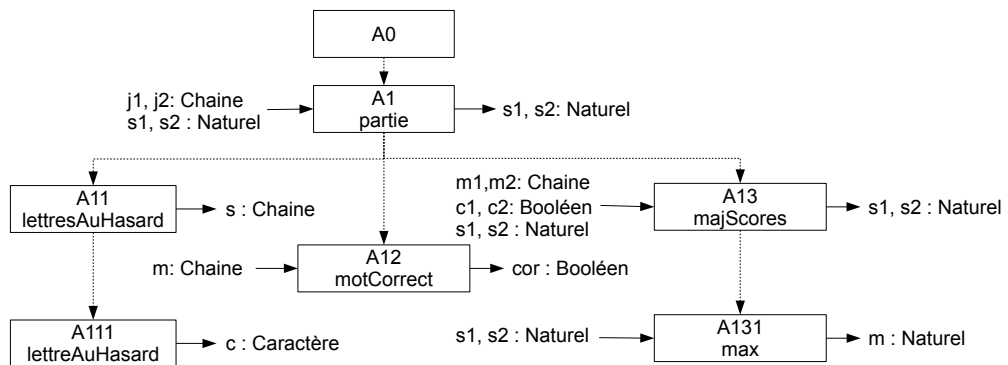 A0
j1, j2: Chaine
s1, s2 : Naturel
A1
partie
s1, s2: Naturel
A11
lettresAuHasard
s : Chaine
m1,m2: Chaine
c1, c2: Booléen
s1, s2 : Naturel
A13
majScores
s1, s2 : Naturel
m: Chaine
A12
motCorrect
cor : Booléen
A111
lettreAuHasard
c : Caractère
s1, s2 : Naturel
A131
max
m : Naturel